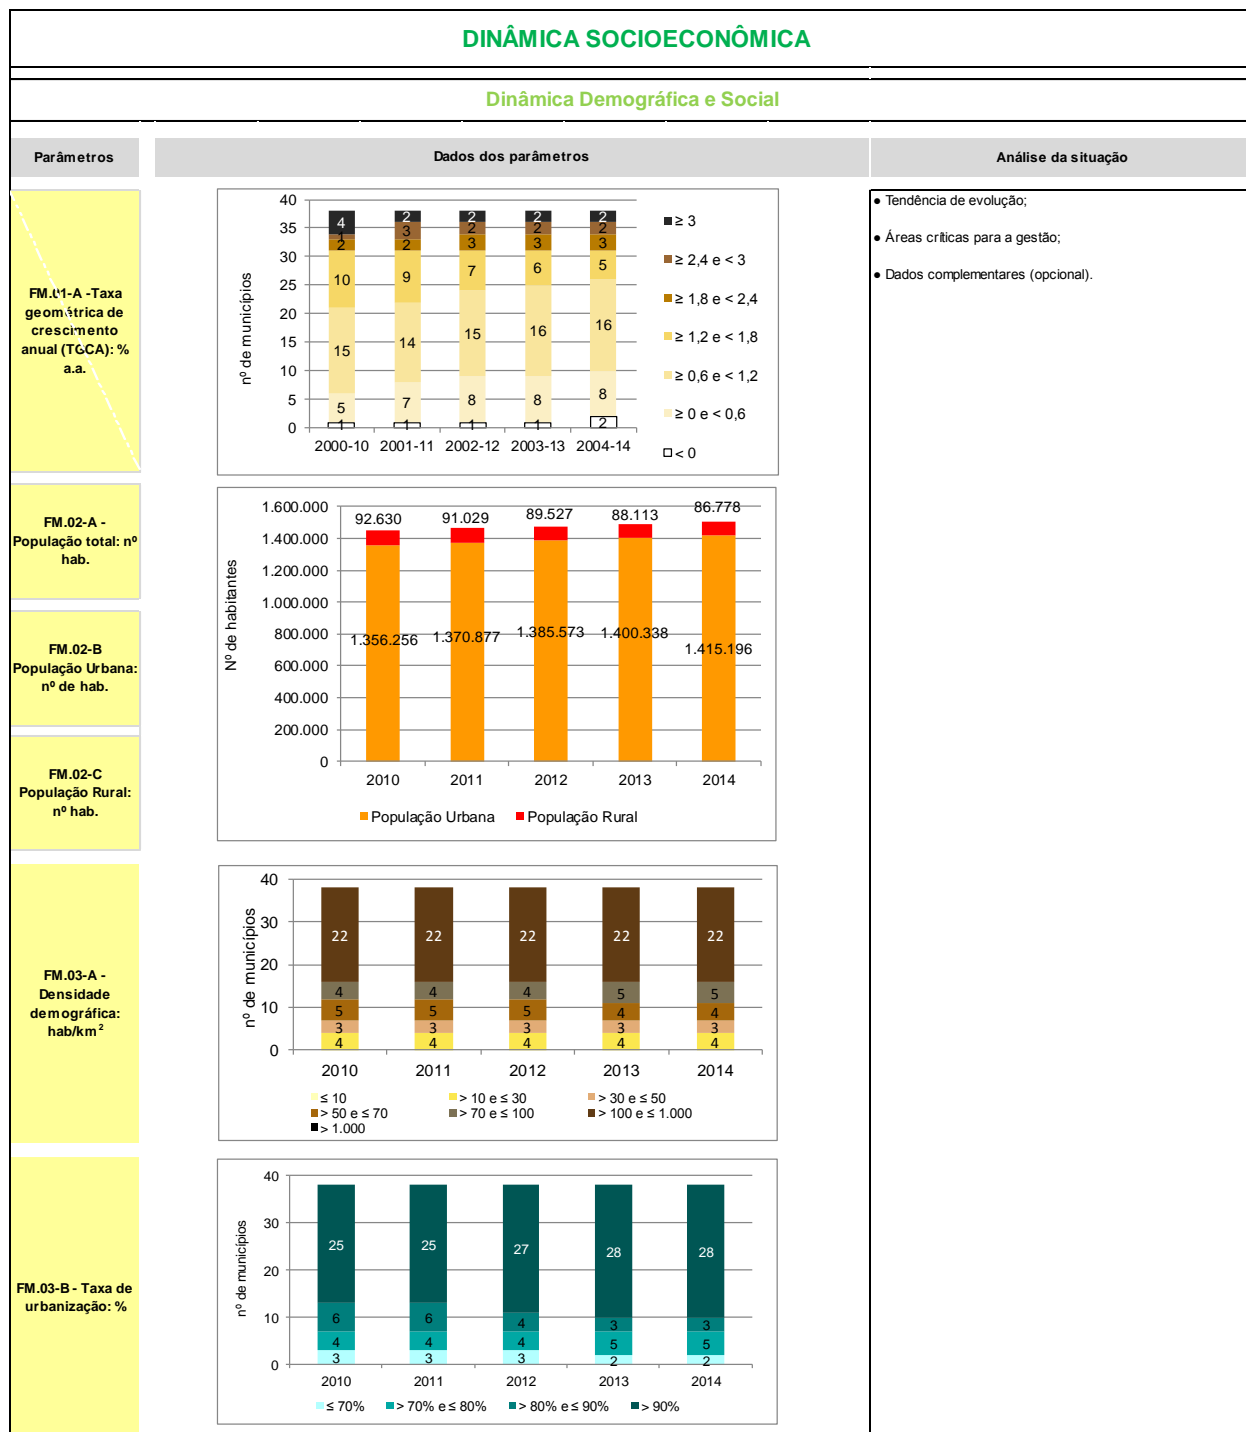 DINÂMICA SOCIOECONÔMICA
Dinâmica Demográfica e Social
Parâmetros
Dados dos parâmetros
Análise da situação
FM.01-A -Taxa
geométrica de
crescimento
anual (TGCA): %
a.a.
40
35
30
25
20
15
10
5
0
nº de municípios
4 2 2 2 2
1 3 2 2 2
2 2 3 3 3
10 9 7 6 5
15 14 15 16 16
5 7 8 8 8
1 1 1 1 2
2000-10 2001-11 2002-12 2003-13 2004-14
≥ 3
≥ 2,4 e < 3
≥ 1,8 e < 2,4
≥ 1,2 e < 1,8
≥ 0,6 e < 1,2
≥ 0 e < 0,6
< 0
● Tendência de evolução;
● Áreas críticas para a gestão;
● Dados complementares (opcional).
FM.02-A -
População total: nº
hab.
FM.02-B
População Urbana:
nº de hab.
FM.02-C
População Rural:
nº hab.
1.600.000
1.400.000
1.200.000
1.000.000
800.000
600.000
400.000
200.000
0
Nº de habitantes
92.630 91.029 89.527 88.113 86.778
1.356.256 1.370.877 1.385.573 1.400.338 1.415.196
2010 2011 2012 2013 2014
População Urbana População Rural
FM.03-A -
Densidade
demográfica:
hab/km²
40
30
20
10
0
nº de municípios
22 22 22 22 22
4 4 4 5 5
5 5 5 4 4
3 3 3 3 3
4 4 4 4 4
2010 2011 2012 2013 2014
≤ 10 > 10 e ≤ 30 > 30 e ≤ 50
> 50 e ≤ 70 > 70 e ≤ 100 > 100 e ≤ 1.000
> 1.000
FM.03-B - Taxa de
urbanização: %
40
30
20
10
0
nº de municípios
25 25 27 28 28
6 6 4 3 3
4 4 4 5 5
3 3 3 2 2
2010 2011 2012 2013 2014
≤ 70% > 70% e ≤ 80% > 80% e ≤ 90% > 90%